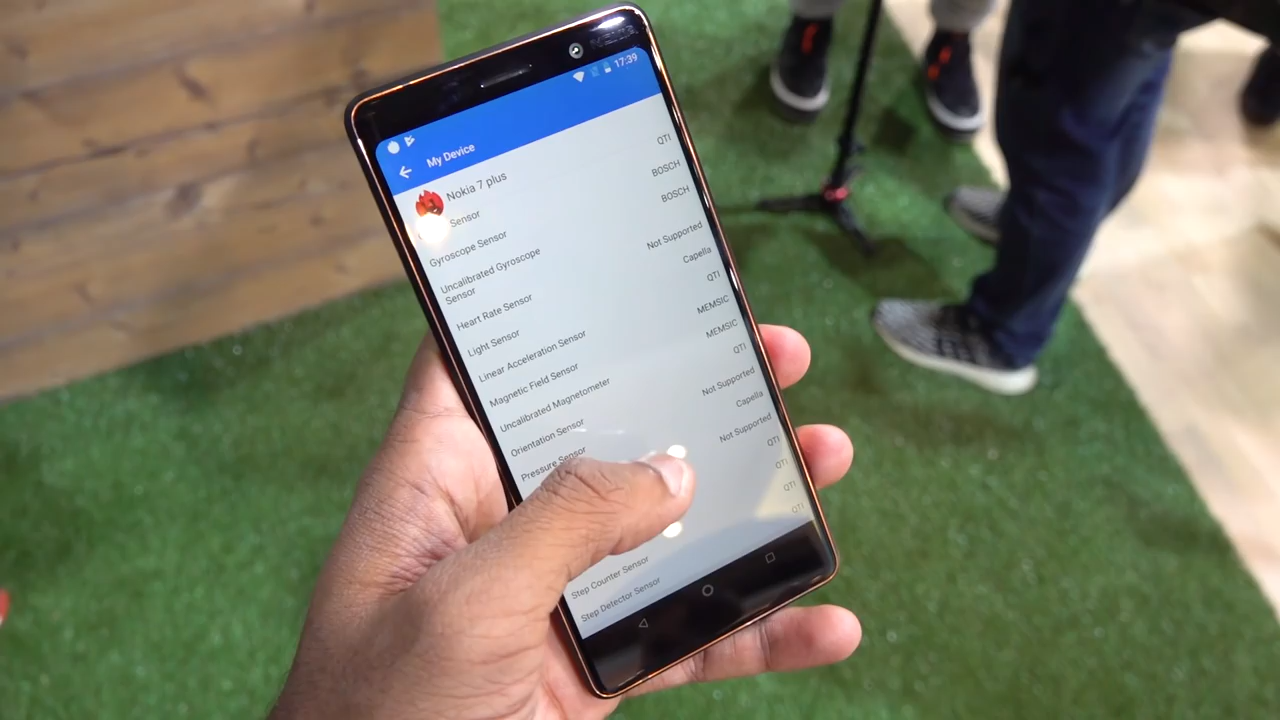 NOKIA
17:39
My Device
Nokia 7 plus
Sensor QTI
Gyroscope Sensor BOSCH
Uncalibrated Gyroscope BOSCH
Sensor
Heart Rate Sensor Not Supported
Light Sensor Capella
Linear Acceleration Sensor QTI
Magnetic Field Sensor MEMSIC
Uncalibrated Magnetometer MEMSIC
Orientation Sensor QTI
Pressure Sensor Not Supported
Capella
Not Supported
QTI
QTI
Step Counter Sensor QTI
Step Detector Sensor QTI